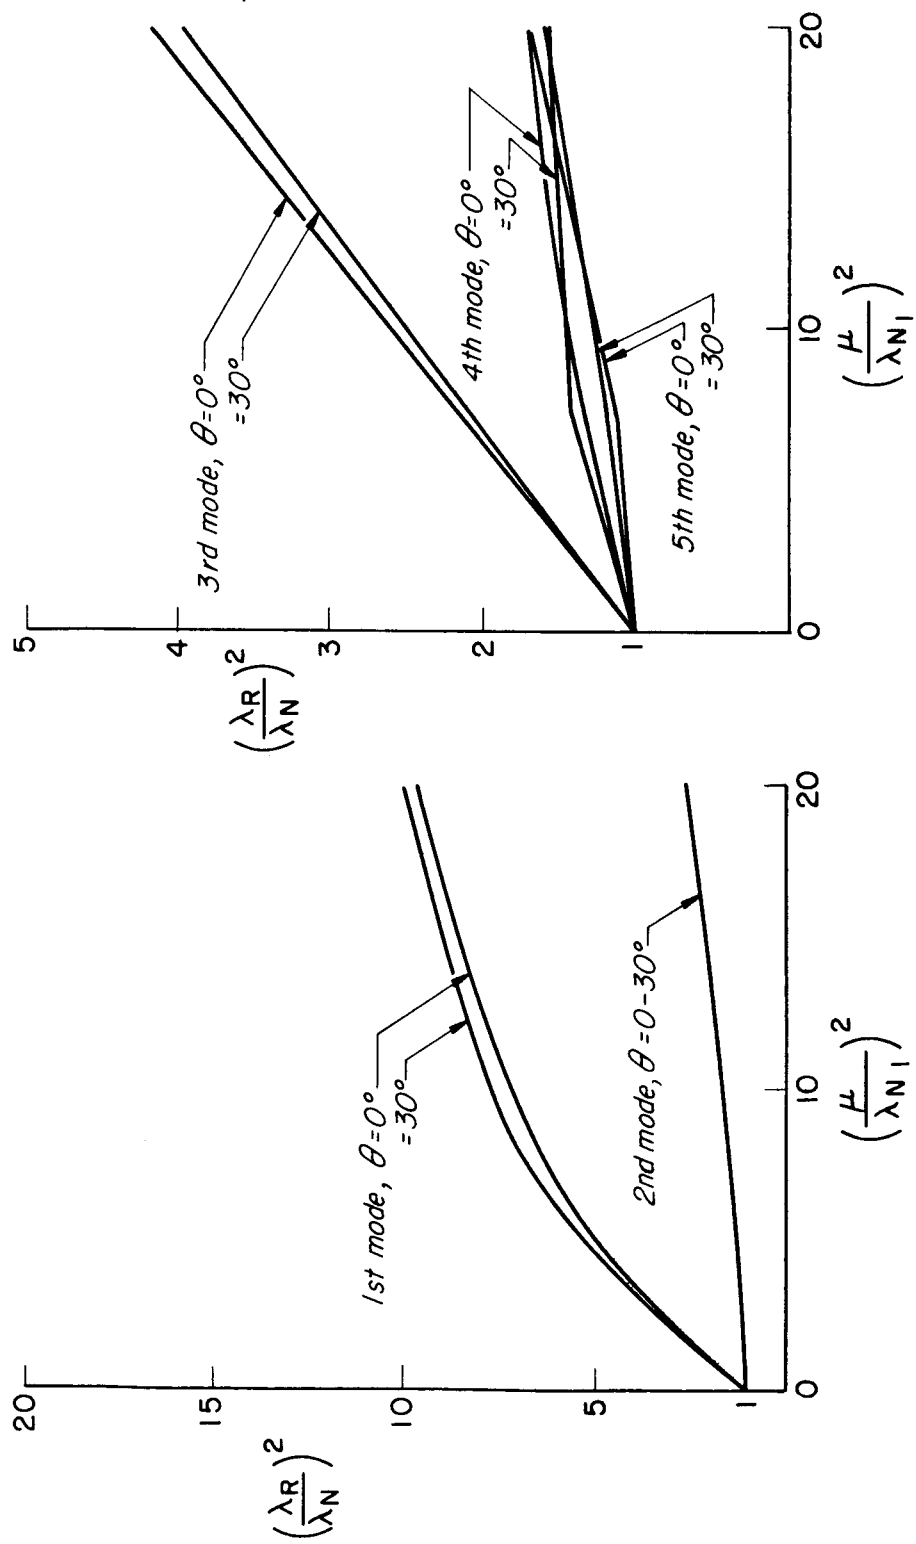 20
15
10
5
1
0
10
20
(λR/λN)²
(μ/λN1)²
1st mode, θ=0°
=30°
2nd mode, θ=0-30°
5
4
3
2
1
0
10
20
(λR/λN)²
(μ/λN1)²
3rd mode, θ=0°
=30°
4th mode, θ=0°
=30°
5th mode, θ=0°
=30°